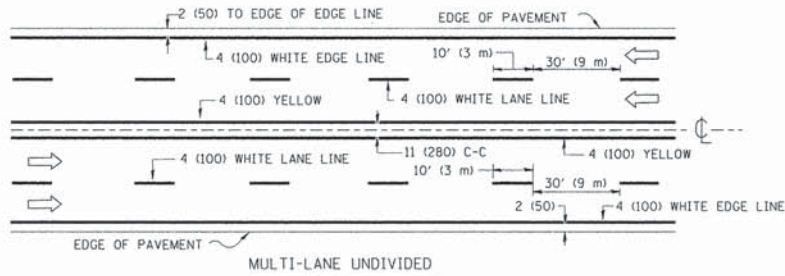 2 (50) TO EDGE OF EDGE LINE
EDGE OF PAVEMENT
4 (100) WHITE EDGE LINE
10' (3 m)
30' (9 m)
4 (100) YELLOW
4 (100) WHITE LANE LINE
CL
4 (100) WHITE LANE LINE
11 (280) C-C
4 (100) YELLOW
10' (3 m)
30' (9 m)
2 (50)
4 (100) WHITE EDGE LINE
EDGE OF PAVEMENT
MULTI-LANE UNDIVIDED